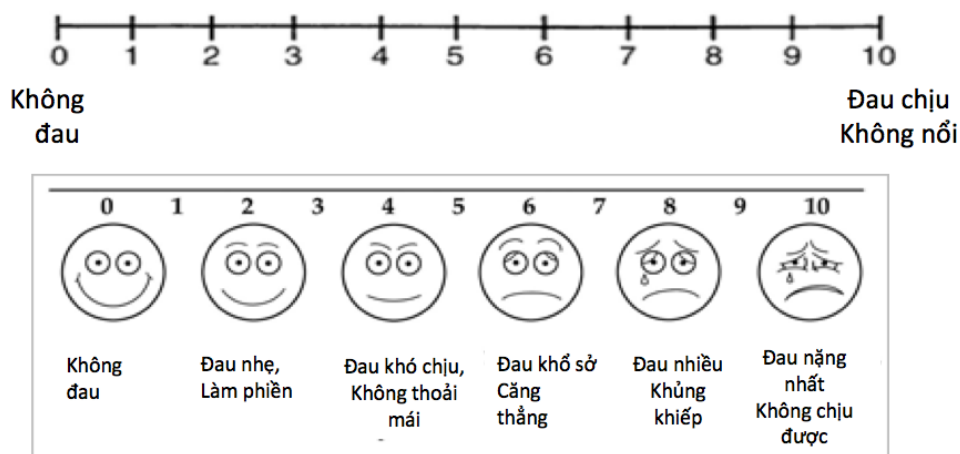 0 1 2 3 4 5 6 7 8 9 10
Không
đau
Đau chịu
Không nổi
0 1 2 3 4 5 6 7 8 9 10
Không
đau
Đau nhẹ,
Làm phiền
Đau khó chịu,
Không thoải
mái
Đau khổ sở
Căng
thẳng
Đau nhiều
Khủng
khiếp
Đau nặng
nhất
Không chịu
được